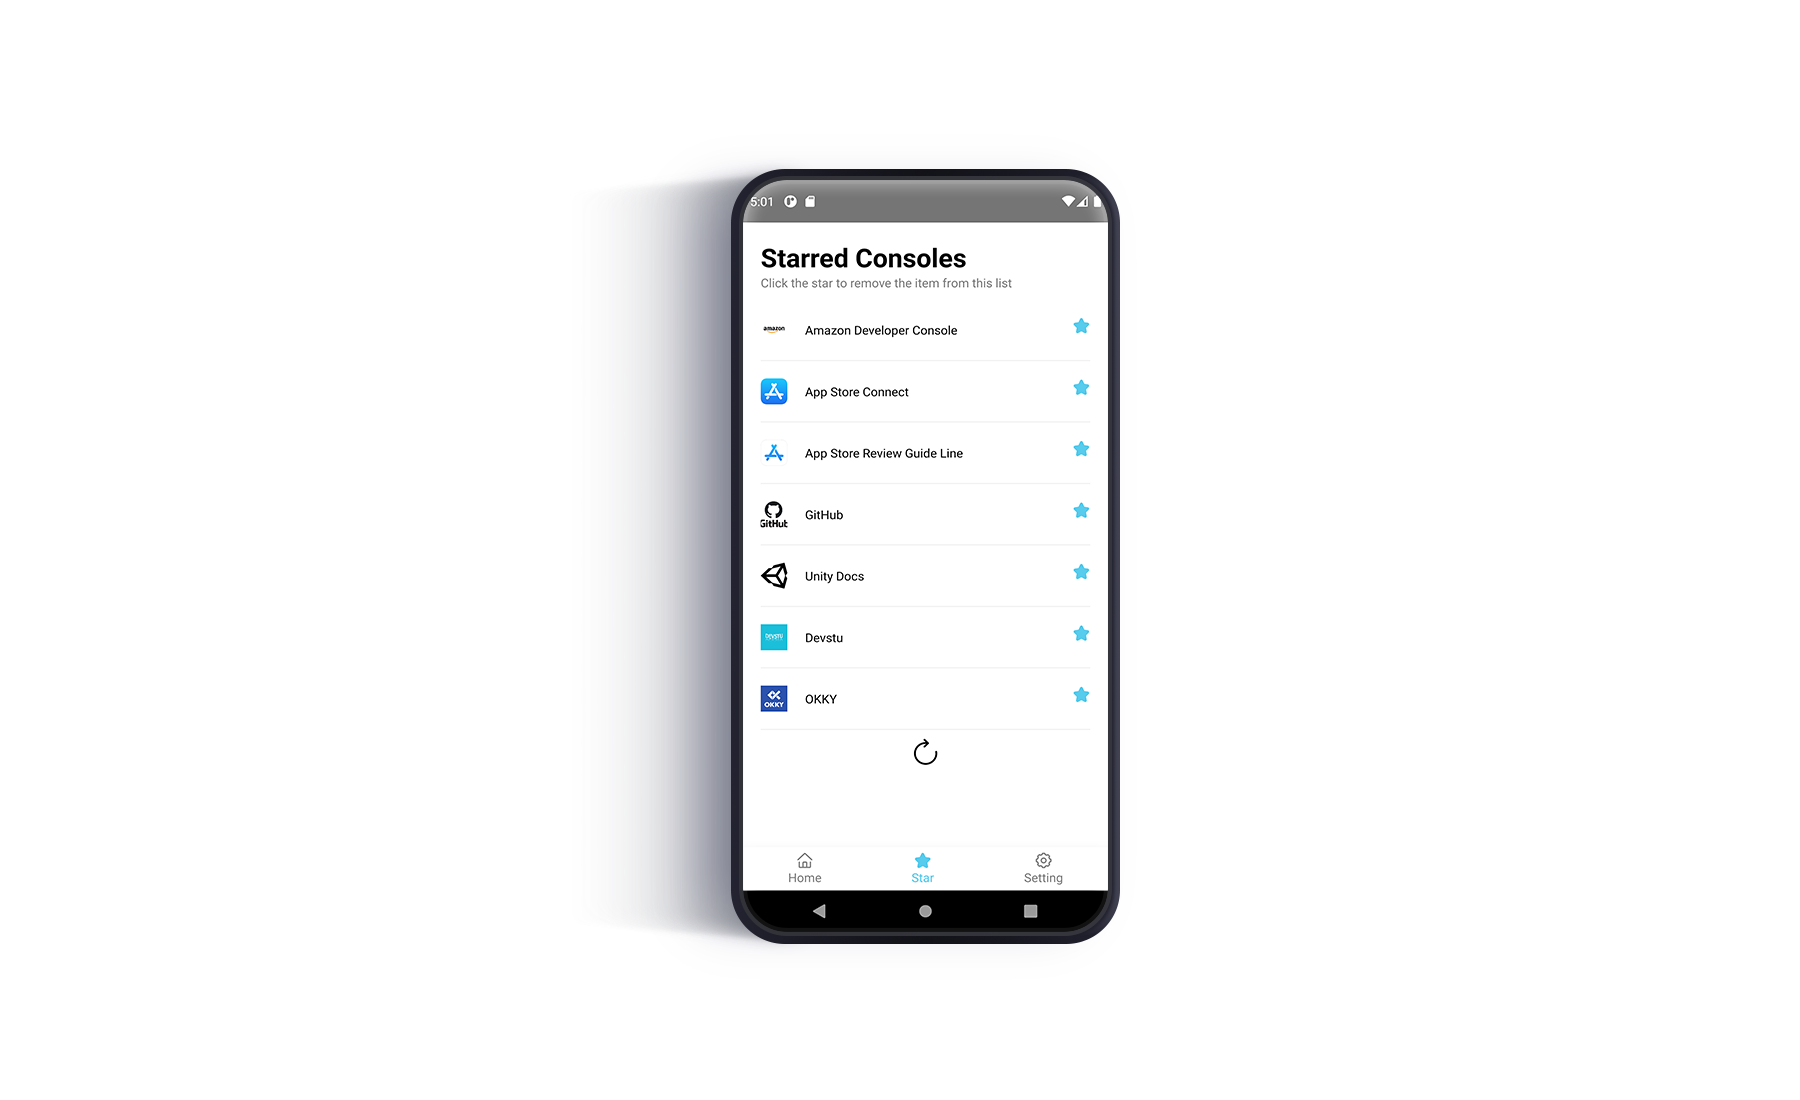 5:01
Starred Consoles
Click the star to remove the item from this list
amazon
Amazon Developer Console
App Store Connect
App Store Review Guide Line
GitHub
GitHub
Unity Docs
DEVSTU
Devstu
OKKY
OKKY
Home
Star
Setting